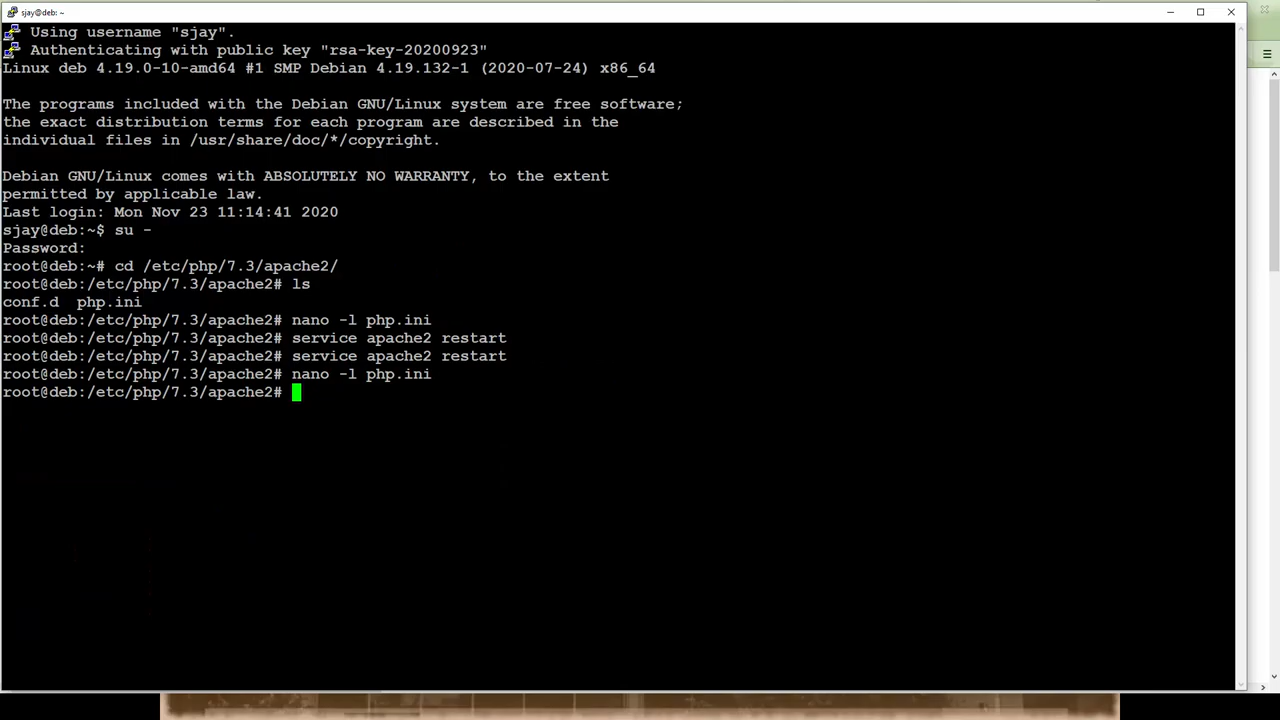 sjay@deb: ~
Using username "sjay".
Authenticating with public key "rsa-key-20200923"
Linux deb 4.19.0-10-amd64 #1 SMP Debian 4.19.132-1 (2020-07-24) x86_64
The programs included with the Debian GNU/Linux system are free software;
the exact distribution terms for each program are described in the
individual files in /usr/share/doc/*/copyright.
Debian GNU/Linux comes with ABSOLUTELY NO WARRANTY, to the extent
permitted by applicable law.
Last login: Mon Nov 23 11:14:41 2020
sjay@deb:~$ su -
Password:
root@deb:~# cd /etc/php/7.3/apache2/
root@deb:/etc/php/7.3/apache2# ls
conf.d  php.ini
root@deb:/etc/php/7.3/apache2# nano -l php.ini
root@deb:/etc/php/7.3/apache2# service apache2 restart
root@deb:/etc/php/7.3/apache2# service apache2 restart
root@deb:/etc/php/7.3/apache2# nano -l php.ini
root@deb:/etc/php/7.3/apache2#